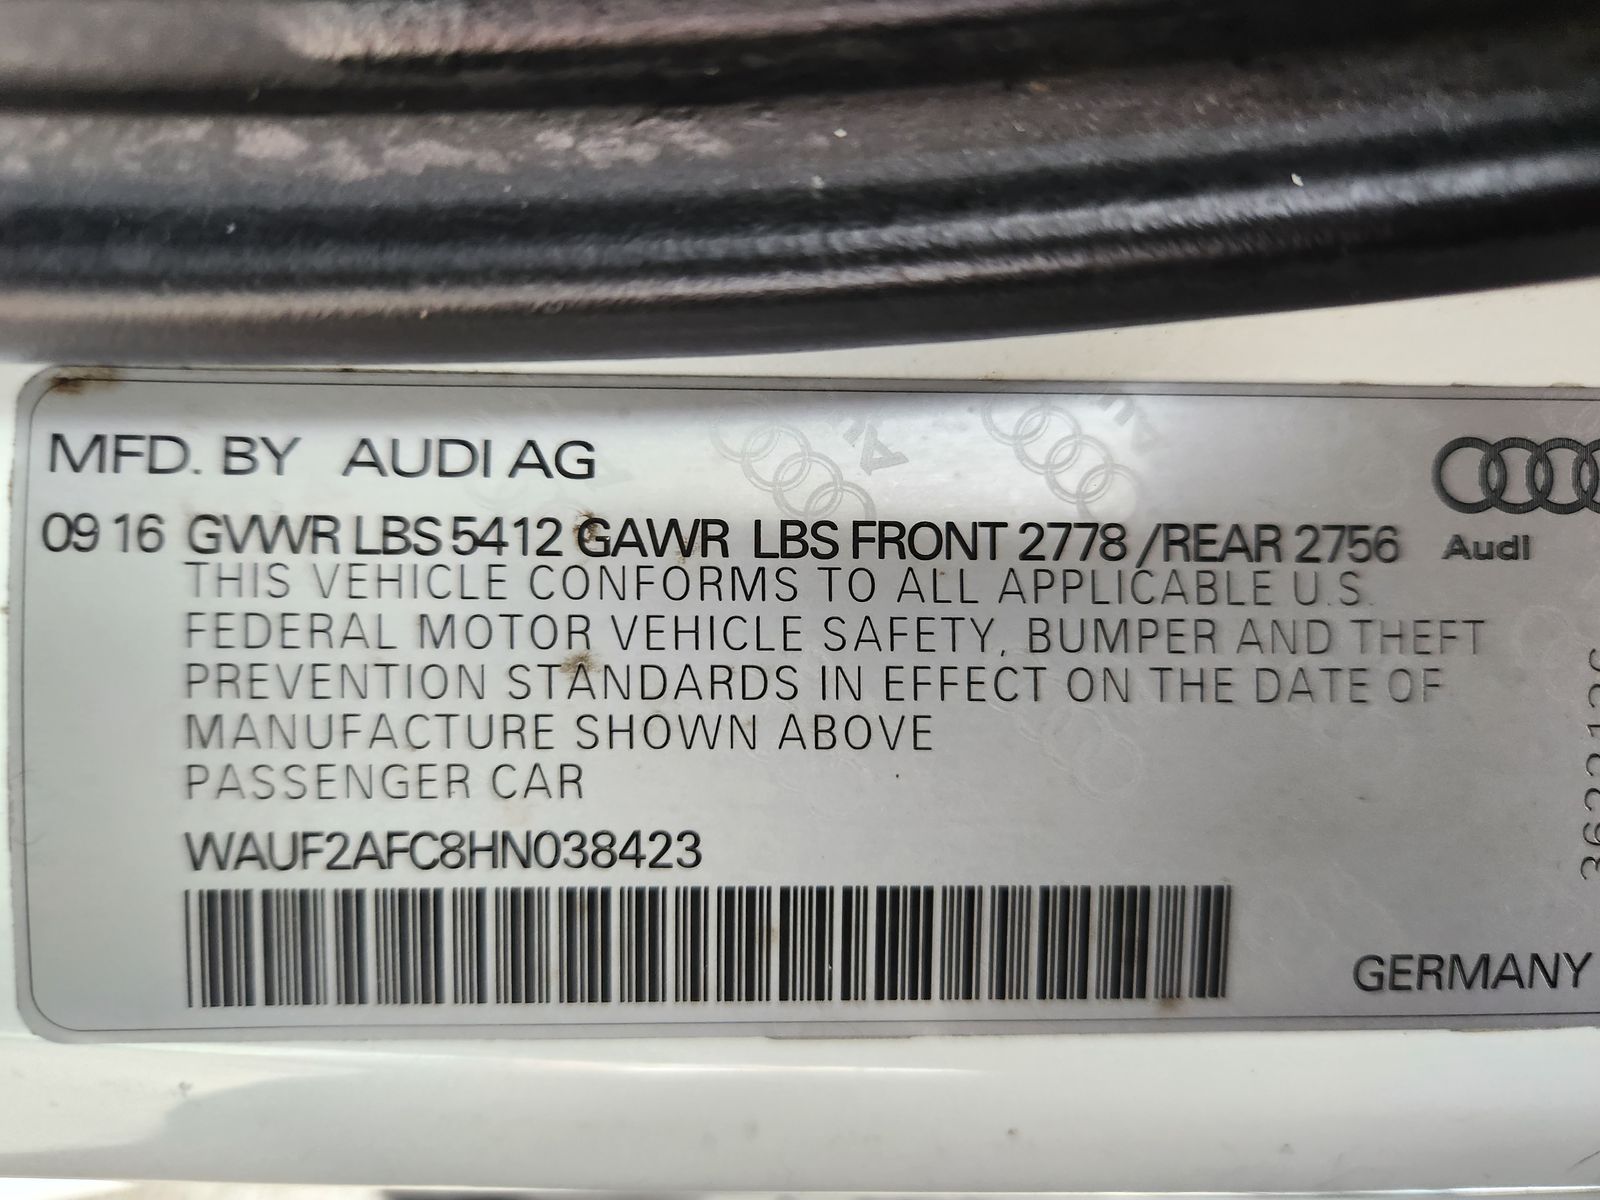 MFD. BY AUDI AG
09 16 GVWR LBS 5412 GAWR LBS FRONT 2778 /REAR 2756
Audi
THIS VEHICLE CONFORMS TO ALL APPLICABLE U.S.
FEDERAL MOTOR VEHICLE SAFETY, BUMPER AND THEFT
PREVENTION STANDARDS IN EFFECT ON THE DATE OF
MANUFACTURE SHOWN ABOVE
PASSENGER CAR
WAUF2AFC8HN038423
GERMANY